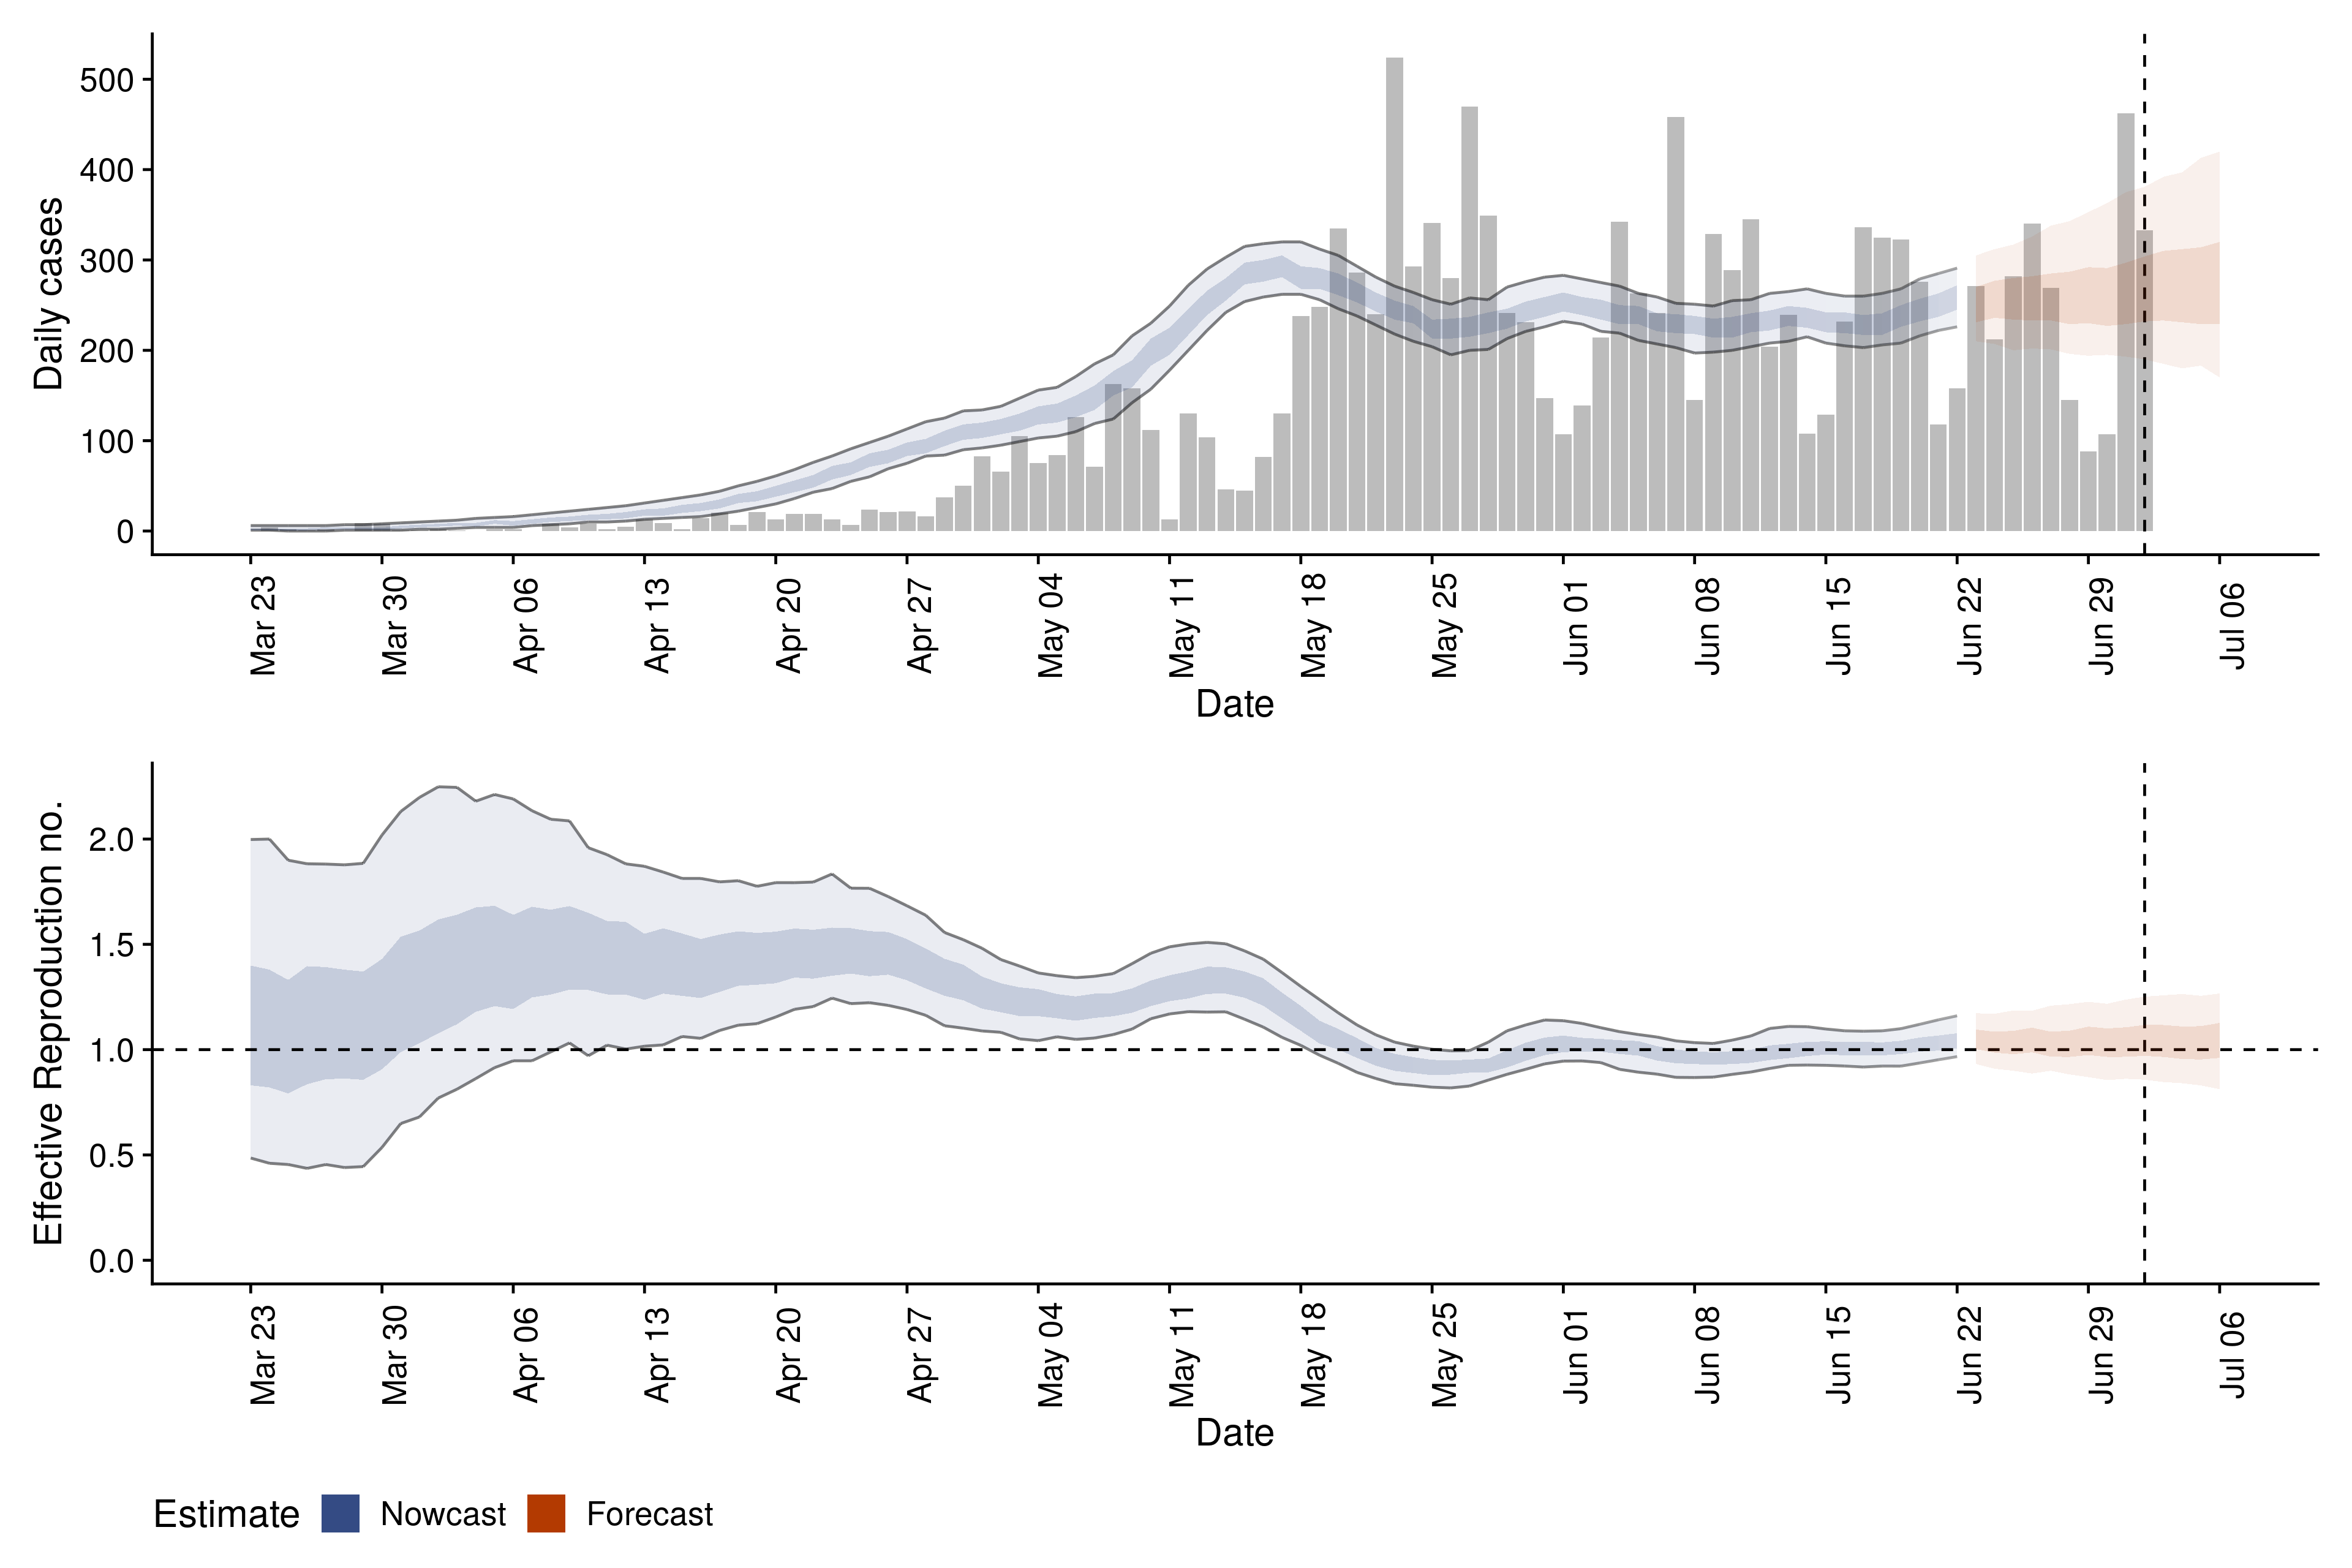 Daily cases
500
400
300
200
100
0
Mar 23
Mar 30
Apr 06
Apr 13
Apr 20
Apr 27
May 04
May 11
May 18
May 25
Jun 01
Jun 08
Jun 15
Jun 22
Jun 29
Jul 06
Date
Effective Reproduction no.
2.0
1.5
1.0
0.5
0.0
Mar 23
Mar 30
Apr 06
Apr 13
Apr 20
Apr 27
May 04
May 11
May 18
May 25
Jun 01
Jun 08
Jun 15
Jun 22
Jun 29
Jul 06
Date
Estimate Nowcast Forecast